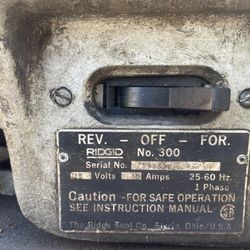 REV. - OFF - FOR.
RIDGID No. 300
Serial No.
Volts Amps 25-60 Hz.
1 Phase
Caution -FOR SAFE OPERATION
SEE INSTRUCTION MANUAL
The Ridge Tool Co. Elyria, Ohio/U.S.A